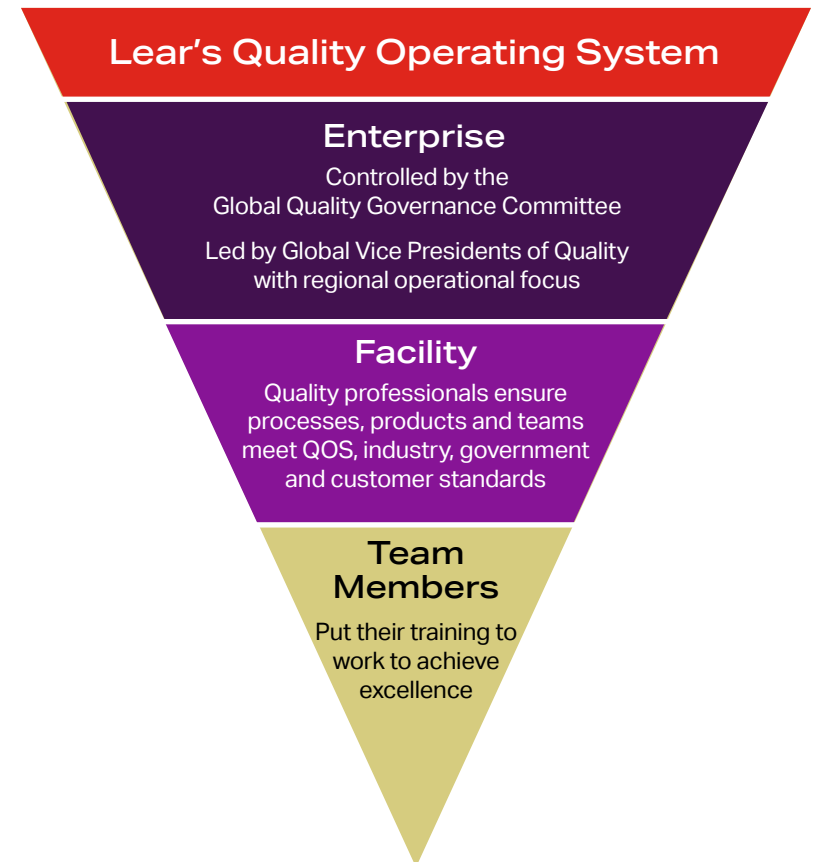 Lear’s Quality Operating System
Enterprise
Controlled by the
Global Quality Governance Committee
Led by Global Vice Presidents of Quality
with regional operational focus
Facility
Quality professionals ensure
processes, products and teams
meet QOS, industry, government
and customer standards
Team
Members
Put their training to
work to achieve
excellence